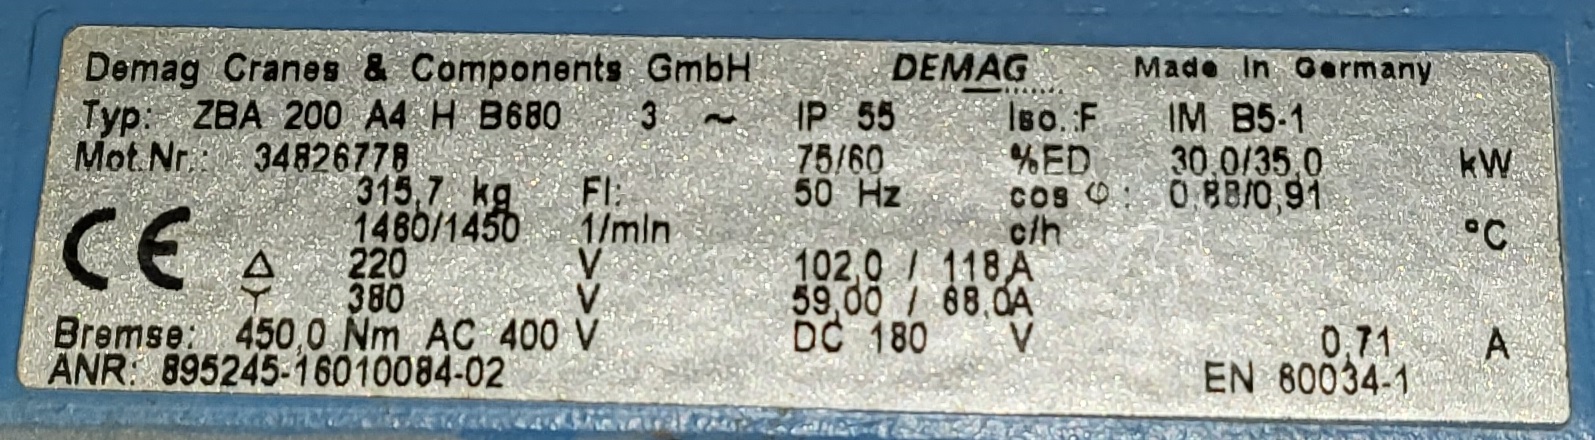 Demag Cranes & Components GmbH DEMAG Made in Germany
Typ: ZBA 200 A4 H B680 3 ~ IP 55 Iso.:F IM B5-1
Mot.Nr.: 34826778 75/60 %ED 30,0/35,0 kW
315,7 kg FI: 50 Hz cos φ: 0,88/0,91
1460/1450 1/min c/h °C
CE △ 220 V 102,0 / 118,A
Y 380 V 59,00 / 68,0A
Bremse: 450,0 Nm AC 400 V DC 180 V 0,71 A
ANR: 895245-16010084-02 EN 60034-1